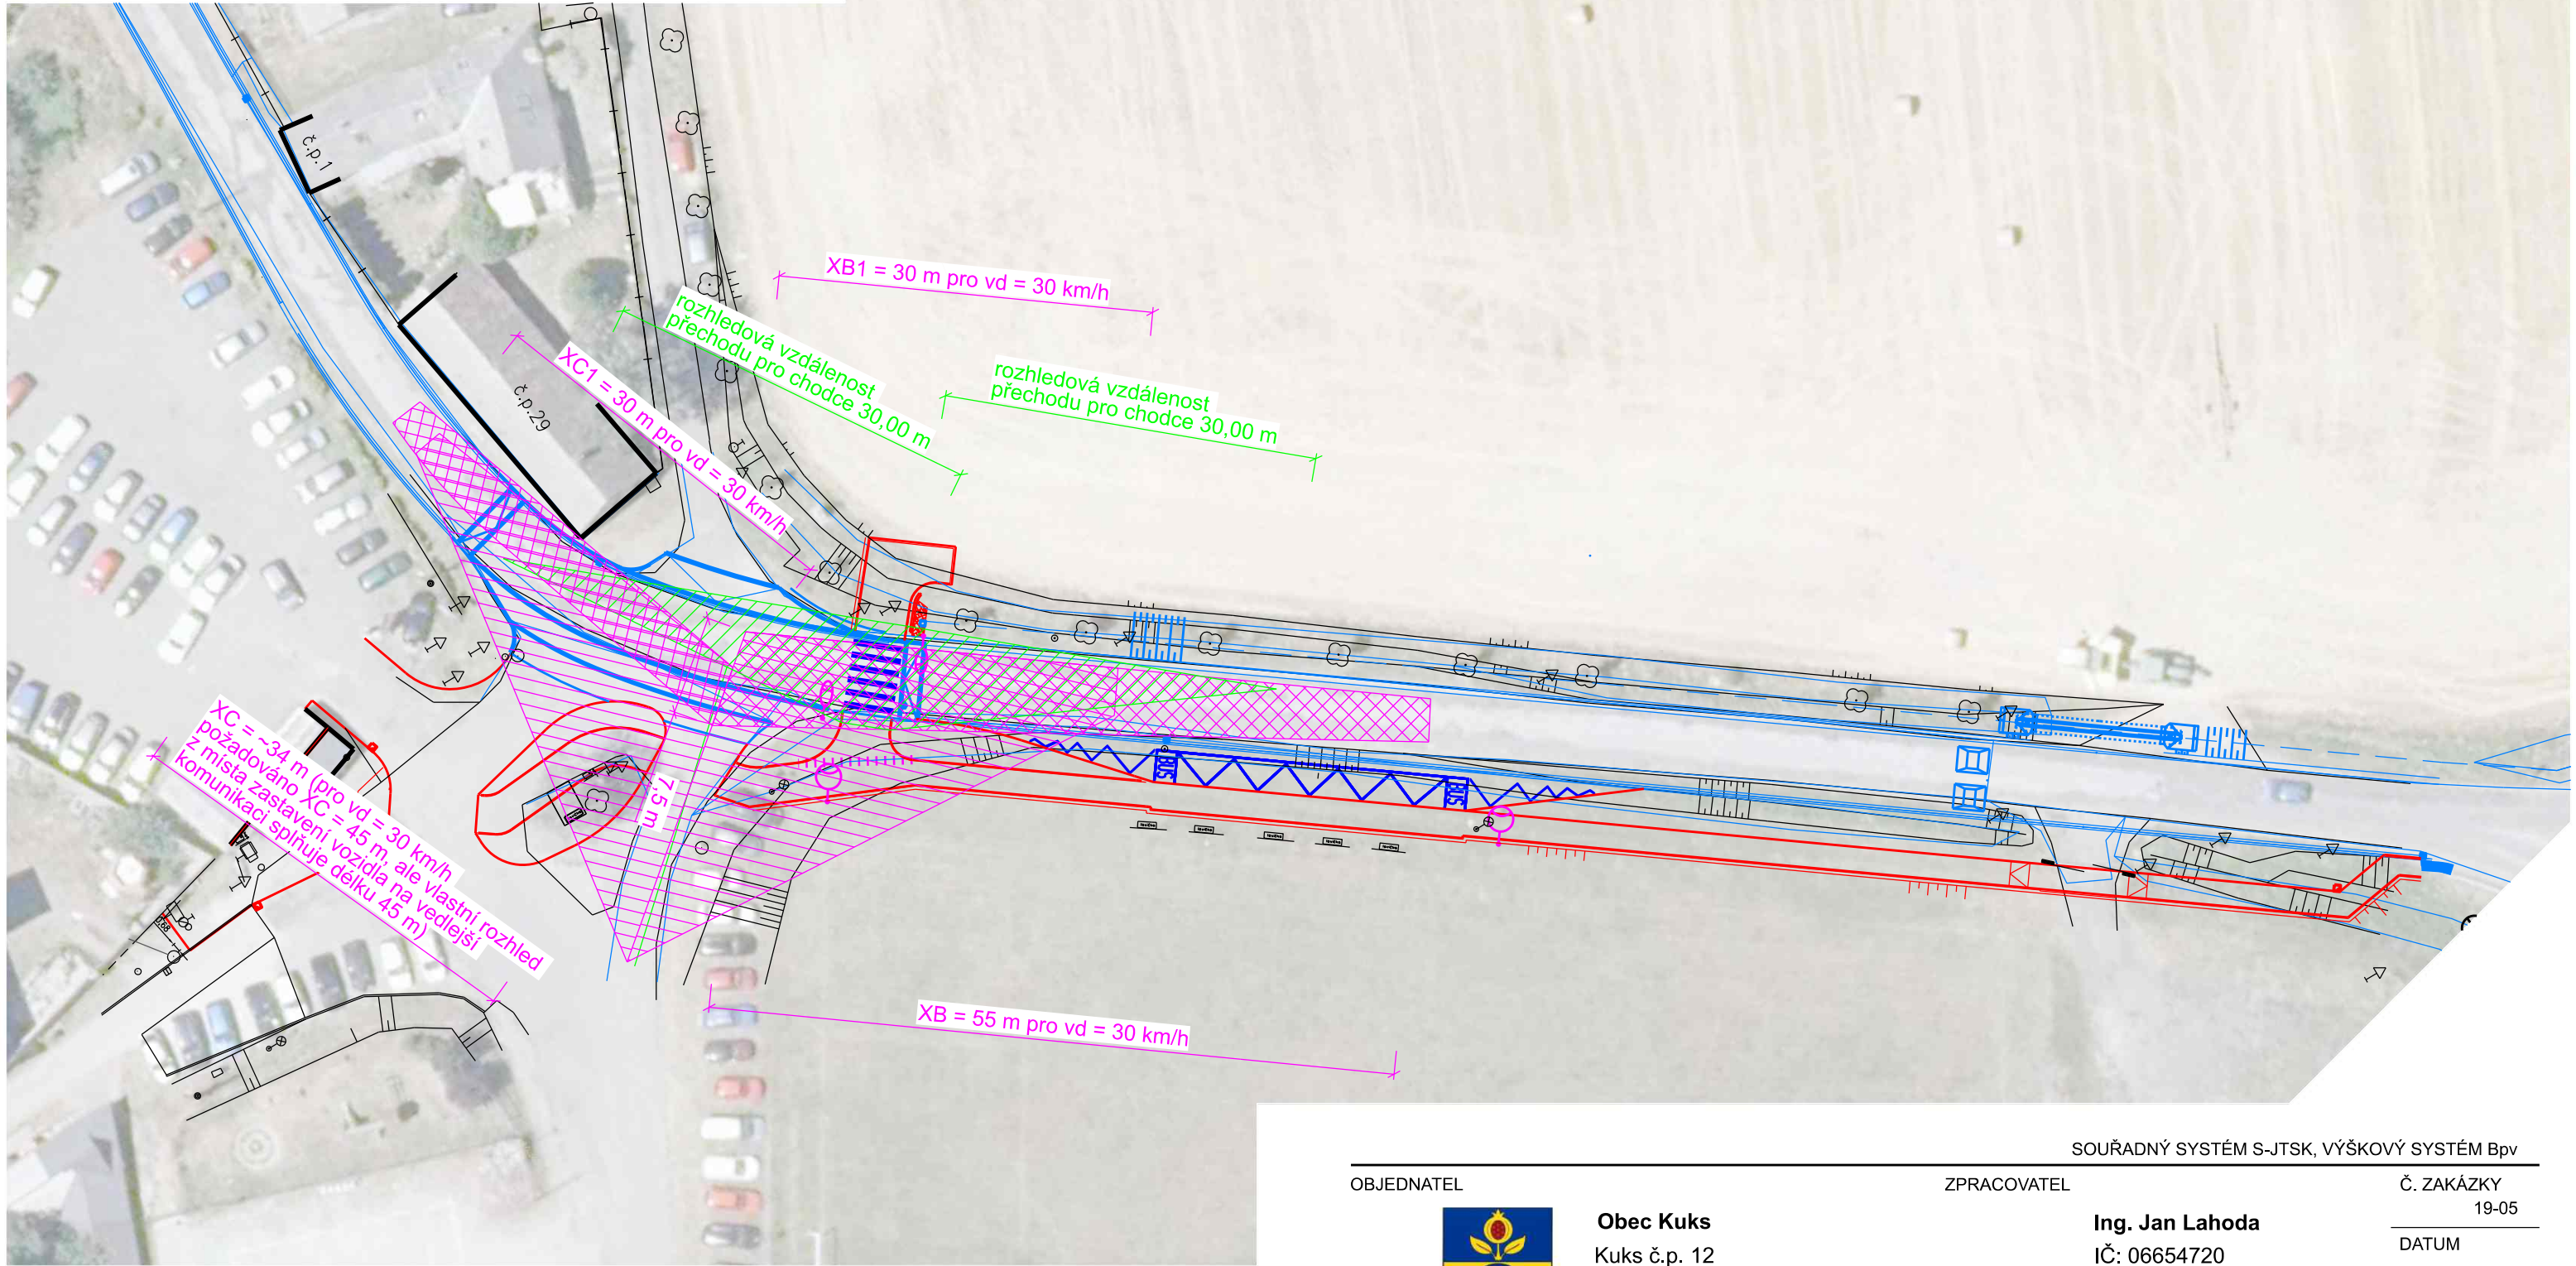 č.p.1
XB1 = 30 m pro vd = 30 km/h
rozhledová vzdálenost
přechodu pro chodce 30,00 m
XC1 = 30 m pro vd = 30 km/h
rozhledová vzdálenost
přechodu pro chodce 30,00 m
č.p.29
XC = ~34 m (pro vd = 30 km/h
požadováno XC = 45 m, ale vlastní rozhled
z místa zastavení vozidla na vedlejší
komunikaci splňuje délku 45 m)
7,5 m
BUS
BUS
XB = 55 m pro vd = 30 km/h
SOUŘADNÝ SYSTÉM S-JTSK, VÝŠKOVÝ SYSTÉM Bpv
OBJEDNATEL
ZPRACOVATEL
Č. ZAKÁZKY
19-05
Obec Kuks
Ing. Jan Lahoda
Kuks č.p. 12
IČ: 06654720
DATUM